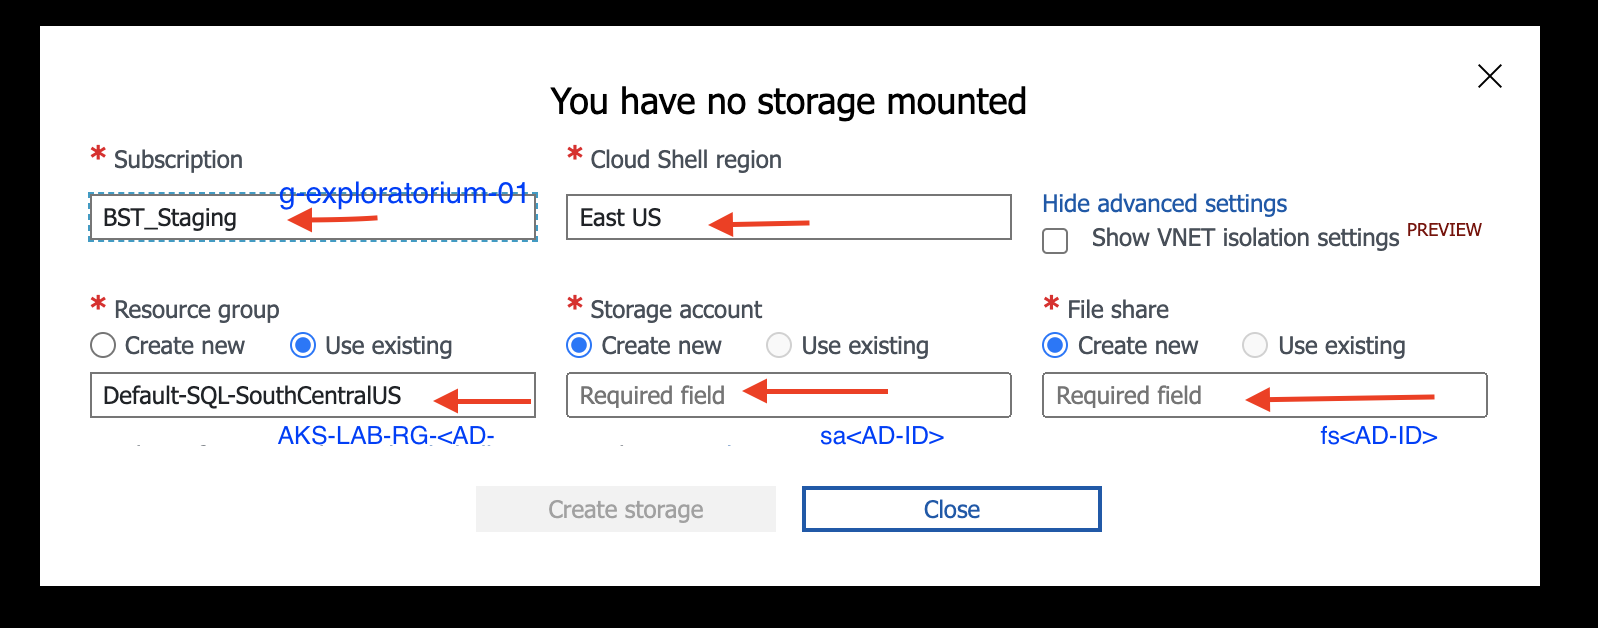 You have no storage mounted
* Subscription
g-exploratorium-01
BST_Staging
* Cloud Shell region
East US
Hide advanced settings
Show VNET isolation settings PREVIEW
* Resource group
Create new Use existing
Default-SQL-SouthCentralUS
AKS-LAB-RG-<AD-
* Storage account
Create new Use existing
Required field
sa<AD-ID>
* File share
Create new Use existing
Required field
fs<AD-ID>
Create storage
Close